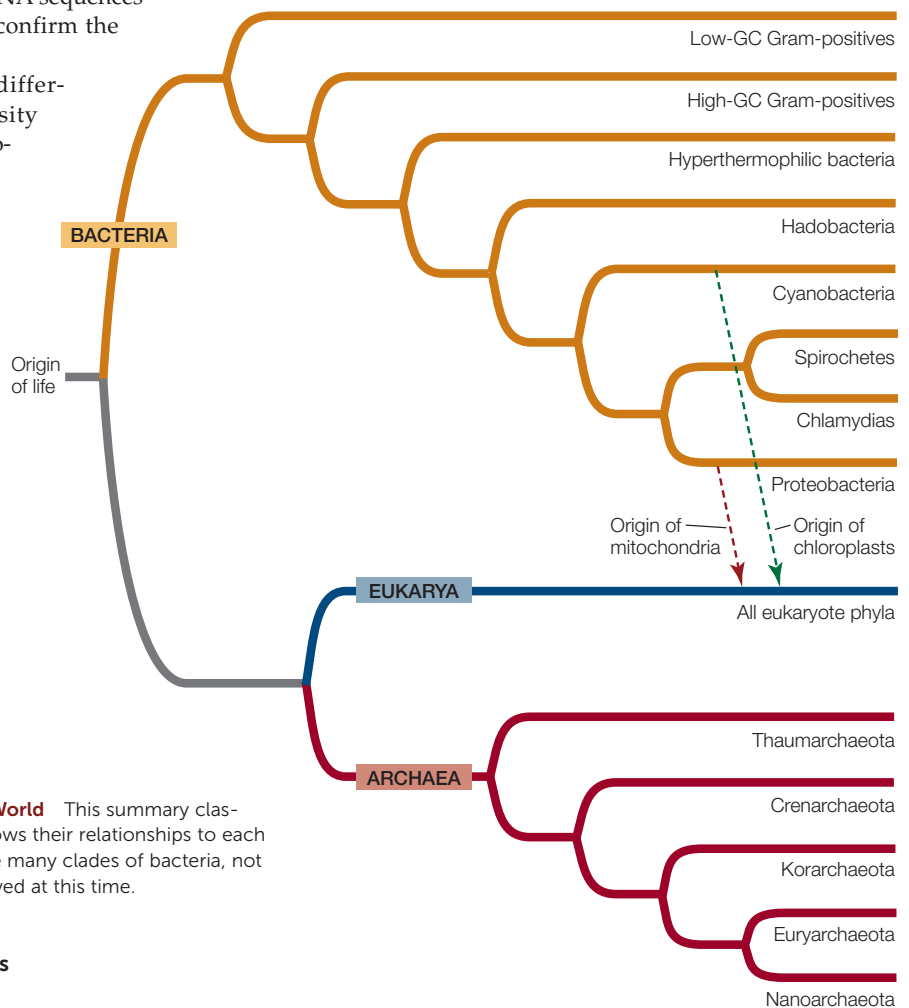 NA sequences
confirm the
differ-
sity
Low-GC Gram-positives
High-GC Gram-positives
Hyperthermophilic bacteria
Hadobacteria
BACTERIA
Cyanobacteria
Spirochetes
Origin
of life
Chlamydias
Proteobacteria
Origin of
mitochondria
Origin of
chloroplasts
EUKARYA
All eukaryote phyla
Thaumarchaeota
ARCHAEA
Crenarchaeota
Korarchaeota
Euryarchaeota
Nanoarchaeota
World This summary clas-
ows their relationships to each
e many clades of bacteria, not
ved at this time.
s